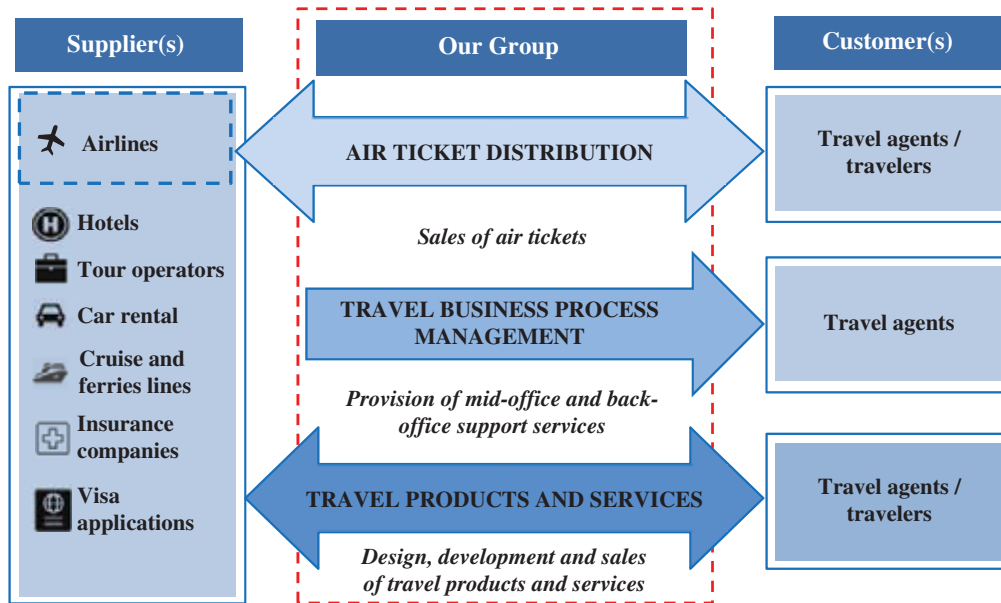 Supplier(s)
Our Group
Customer(s)
Airlines
Hotels
Tour operators
Car rental
Cruise and
ferries lines
Insurance
companies
Visa
applications
AIR TICKET DISTRIBUTION
Sales of air tickets
TRAVEL BUSINESS PROCESS
MANAGEMENT
Provision of mid-office and back-
office support services
TRAVEL PRODUCTS AND SERVICES
Design, development and sales
of travel products and services
Travel agents /
travelers
Travel agents
Travel agents /
travelers